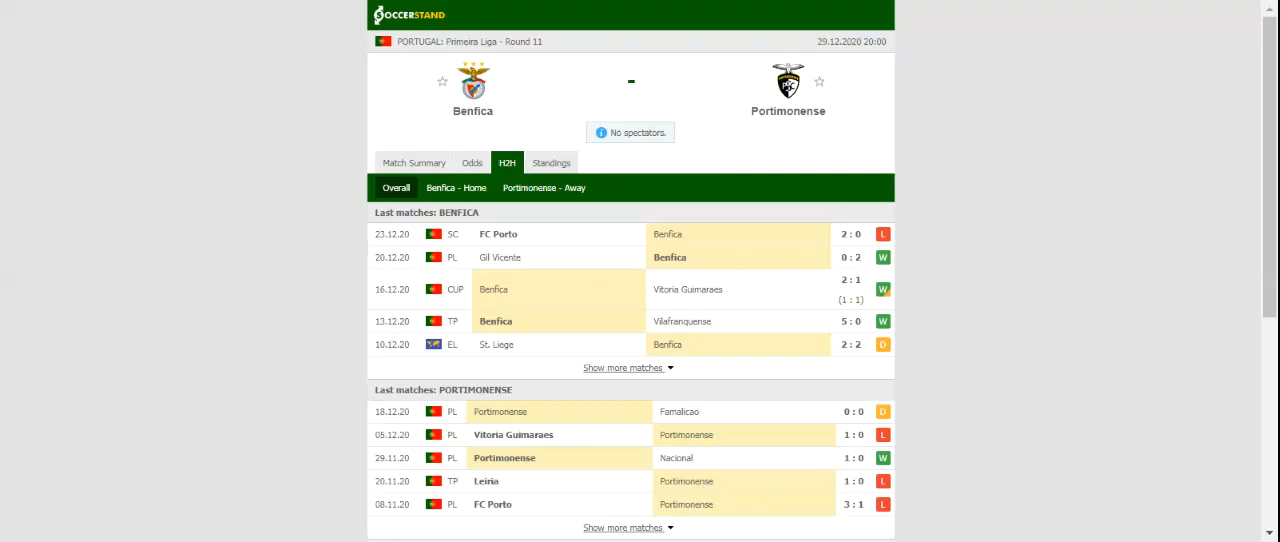 SOCCERSTAND
PORTUGAL: Primeira Liga - Round 11 29.12.2020 20:00
-
Benfica Portimonense
No spectators.
Match Summary Odds H2H Standings
Overall Benfica - Home Portimonense - Away
Last matches: BENFICA
23.12.20 SC FC Porto Benfica 2 : 0 L
20.12.20 PL Gil Vicente Benfica 0 : 2 W
16.12.20 CUP Benfica Vitoria Guimaraes 2 : 1 (1 : 1) W
13.12.20 TP Benfica Vilafranquense 5 : 0 W
10.12.20 EL St. Liege Benfica 2 : 2 D
Show more matches
Last matches: PORTIMONENSE
18.12.20 PL Portimonense Famalicao 0 : 0 D
05.12.20 PL Vitoria Guimaraes Portimonense 1 : 0 L
29.11.20 PL Portimonense Nacional 1 : 0 W
20.11.20 TP Leiria Portimonense 1 : 0 L
08.11.20 PL FC Porto Portimonense 3 : 1 L
Show more matches